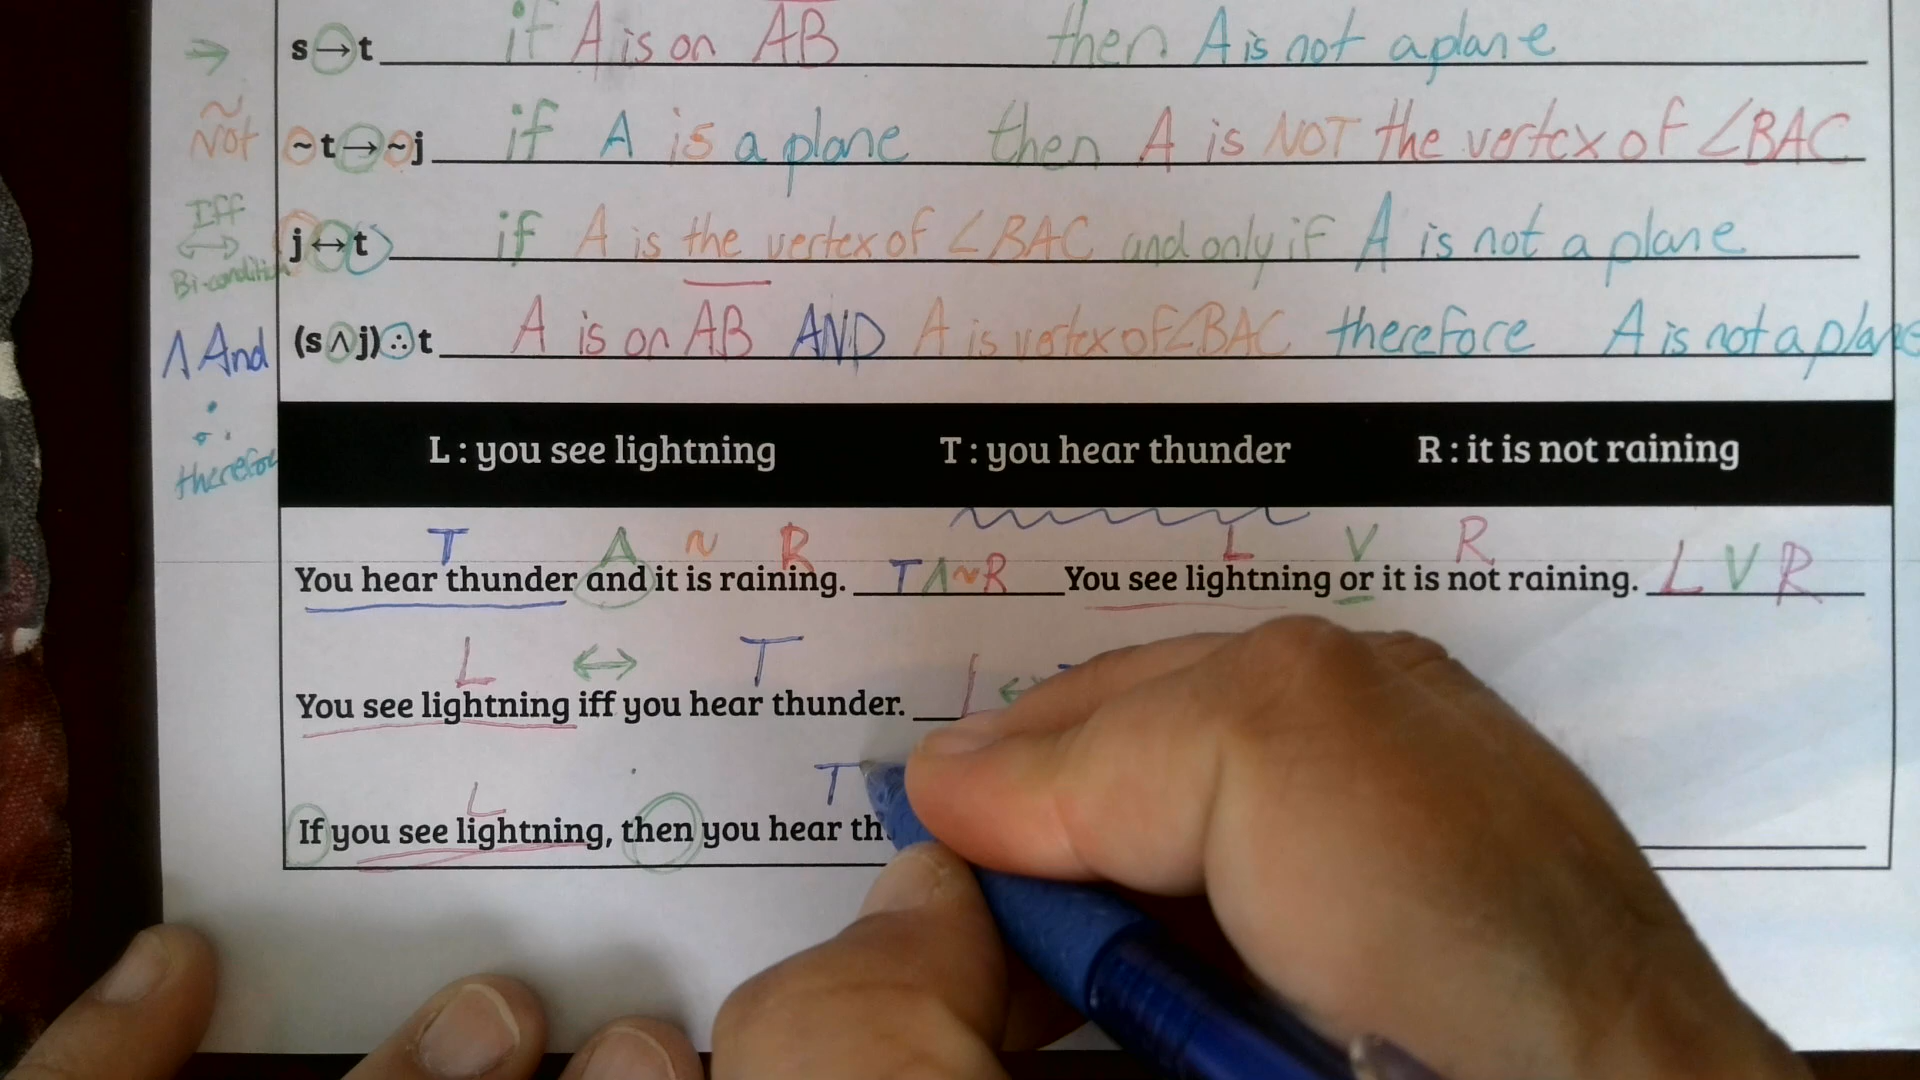 → s→t if A is on AB then A is not a plane
~ Not ~t→~j if A is a plane then A is NOT the vertex of ∠BAC
Iff ↔ Bi-condition j↔t if A is the vertex of ∠BAC and only if A is not a plane
∧ And (s∧j)∴t A is on AB AND A is vertex of ∠BAC therefore A is not a plane
∴
L : you see lightning T : you hear thunder R : it is not raining
T ∧ ~ R L V R
You hear thunder and it is raining. T∧~R You see lightning or it is not raining. L V R
L ↔ T
You see lightning iff you hear thunder. L ↔
L T
If you see lightning, then you hear th